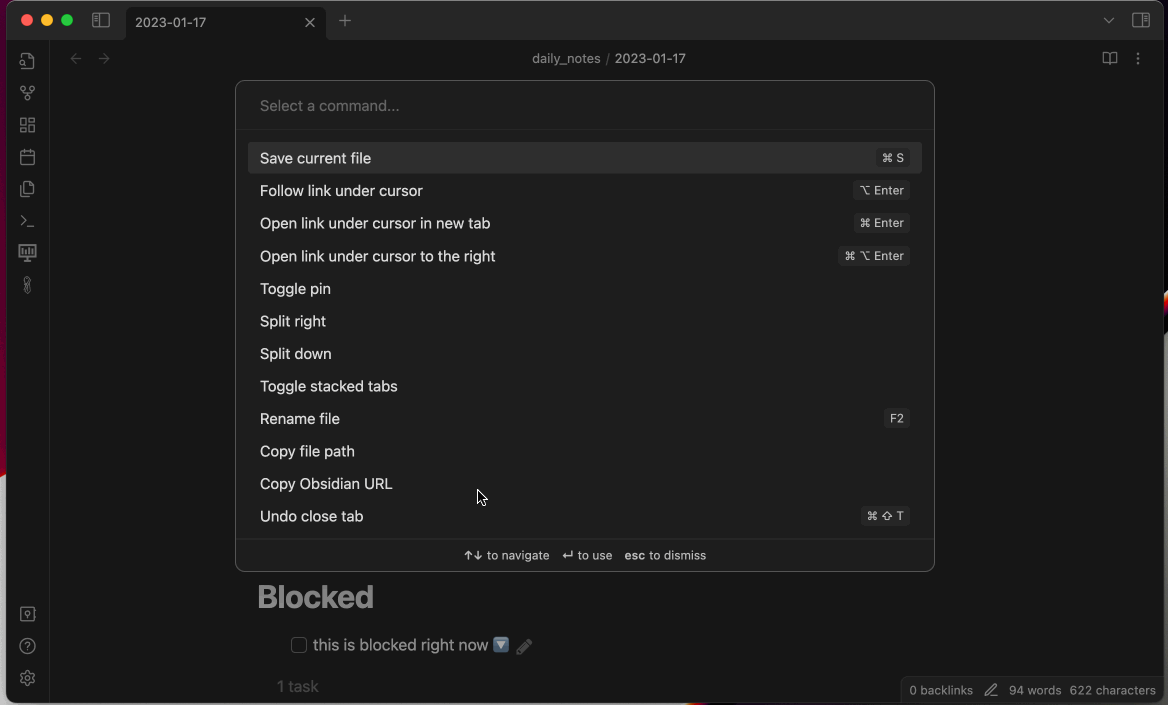 2023-01-17
daily_notes / 2023-01-17
Select a command...
Save current file ⌘ S
Follow link under cursor ⌥ Enter
Open link under cursor in new tab ⌘ Enter
Open link under cursor to the right ⌘ ⌥ Enter
Toggle pin
Split right
Split down
Toggle stacked tabs
Rename file F2
Copy file path
Copy Obsidian URL
Undo close tab ⌘ ⇧ T
↑↓ to navigate ↵ to use esc to dismiss
Blocked
this is blocked right now 🔽
1 task
0 backlinks 94 words 622 characters